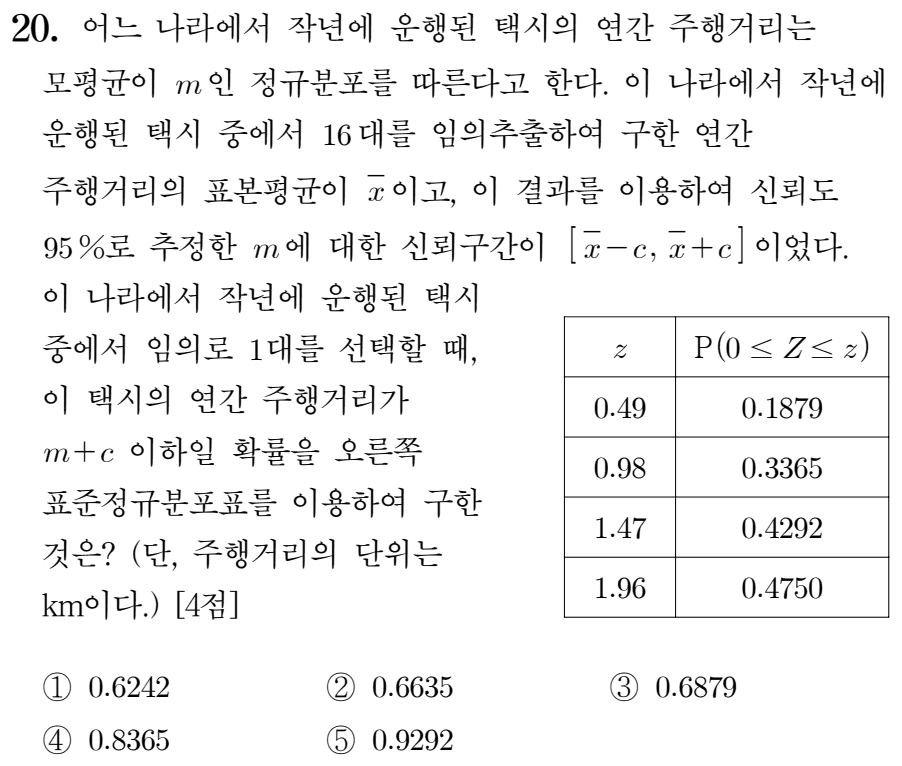 20. 어느 나라에서 작년에 운행된 택시의 연간 주행거리는
모평균이 m인 정규분포를 따른다고 한다. 이 나라에서 작년에
운행된 택시 중에서 16대를 임의추출하여 구한 연간
주행거리의 표본평균이 x̄이고, 이 결과를 이용하여 신뢰도
95%로 추정한 m에 대한 신뢰구간이 [x̄−c, x̄+c]이었다.
이 나라에서 작년에 운행된 택시
중에서 임의로 1대를 선택할 때,
이 택시의 연간 주행거리가
m+c 이하일 확률을 오른쪽
표준정규분포표를 이용하여 구한
것은? (단, 주행거리의 단위는
km이다.) [4점]
z P(0≤Z≤z)
0.49 0.1879
0.98 0.3365
1.47 0.4292
1.96 0.4750
① 0.6242 ② 0.6635 ③ 0.6879
④ 0.8365 ⑤ 0.9292